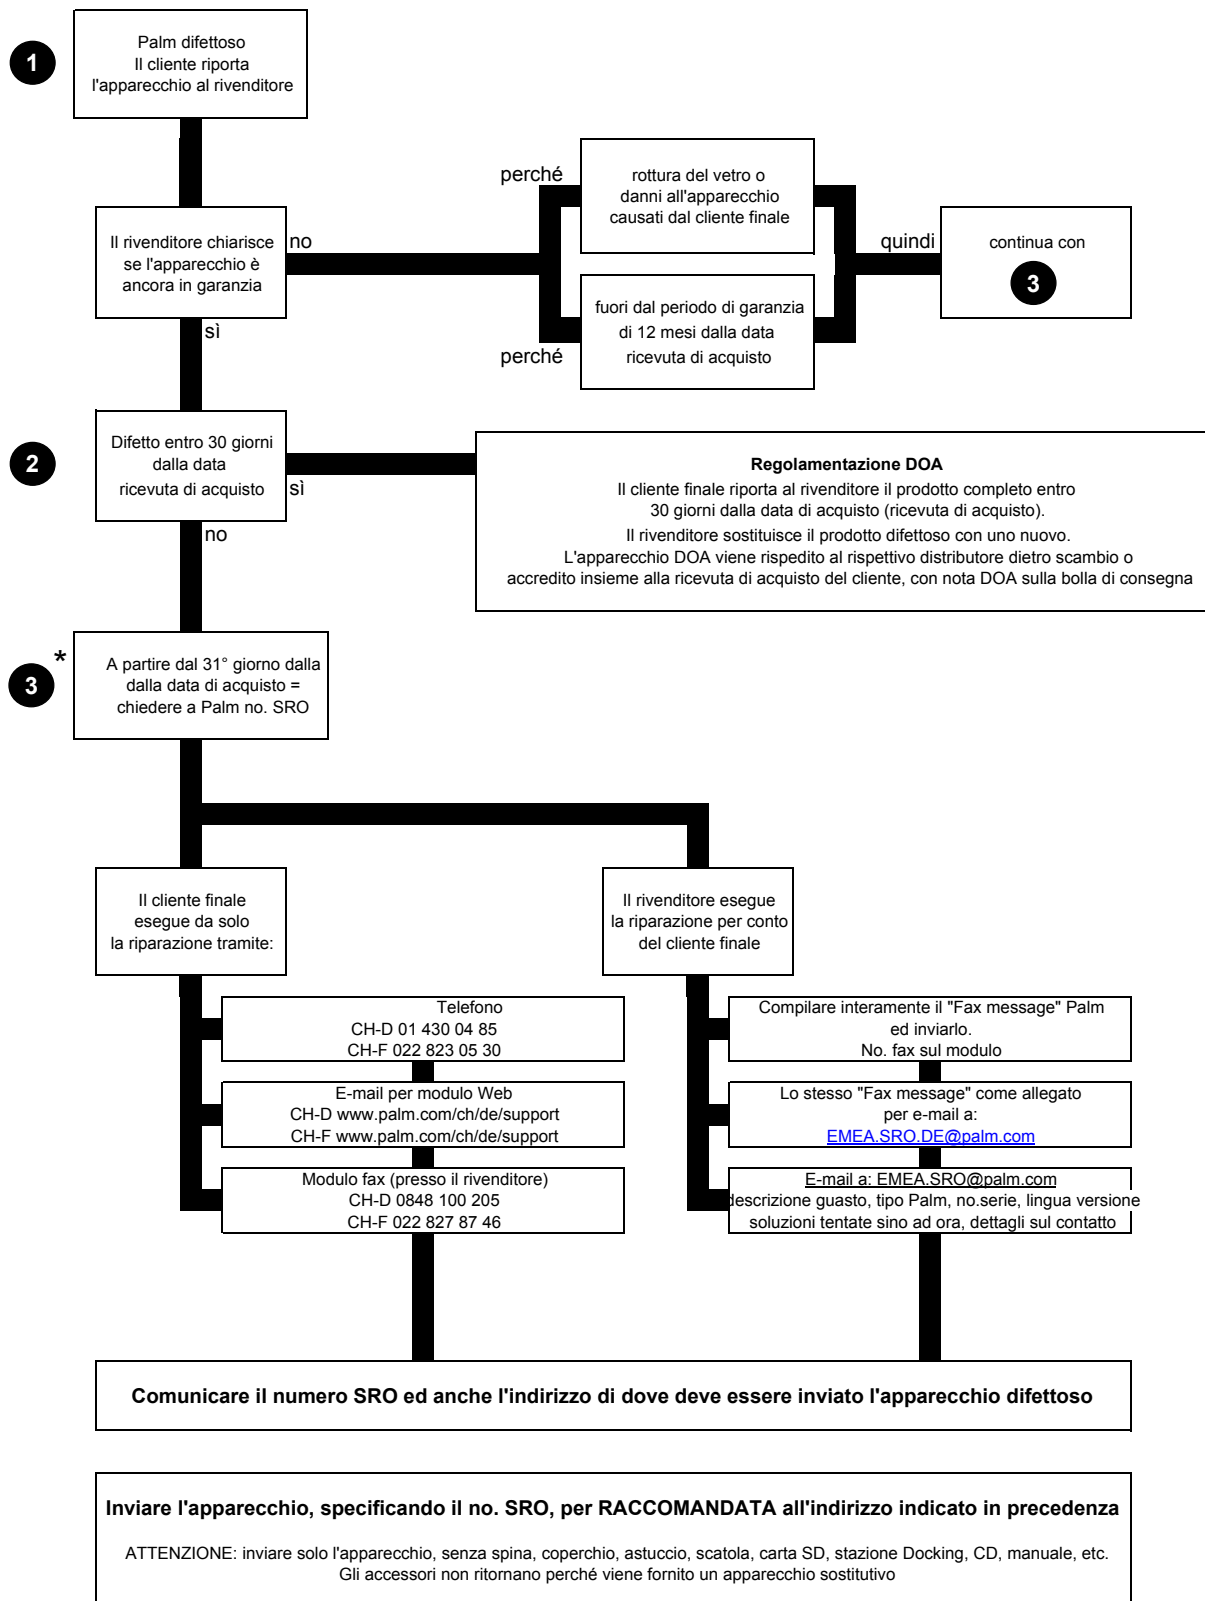 1
Palm difettoso
Il cliente riporta
l'apparecchio al rivenditore
Il rivenditore chiarisce
se l'apparecchio è
ancora in garanzia
no
perché
rottura del vetro o
danni all'apparecchio
causati dal cliente finale
perché
fuori dal periodo di garanzia
di 12 mesi dalla data
ricevuta di acquisto
quindi
continua con
3
sì
2
Difetto entro 30 giorni
dalla data
ricevuta di acquisto
sì
Regolamentazione DOA
Il cliente finale riporta al rivenditore il prodotto completo entro
30 giorni dalla data di acquisto (ricevuta di acquisto).
Il rivenditore sostituisce il prodotto difettoso con uno nuovo.
L'apparecchio DOA viene rispedito al rispettivo distributore dietro scambio o
accredito insieme alla ricevuta di acquisto del cliente, con nota DOA sulla bolla di consegna
no
3
*
A partire dal 31° giorno dalla
dalla data di acquisto =
chiedere a Palm no. SRO
Il cliente finale
esegue da solo
la riparazione tramite:
Telefono
CH-D 01 430 04 85
CH-F 022 823 05 30
E-mail per modulo Web
CH-D www.palm.com/ch/de/support
CH-F www.palm.com/ch/de/support
Modulo fax (presso il rivenditore)
CH-D 0848 100 205
CH-F 022 827 87 46
Il rivenditore esegue
la riparazione per conto
del cliente finale
Compilare interamente il "Fax message" Palm
ed inviarlo.
No. fax sul modulo
Lo stesso "Fax message" come allegato
per e-mail a:
EMEA.SRO.DE@palm.com
E-mail a: EMEA.SRO@palm.com
descrizione guasto, tipo Palm, no.serie, lingua versione
soluzioni tentate sino ad ora, dettagli sul contatto
Comunicare il numero SRO ed anche l'indirizzo di dove deve essere inviato l'apparecchio difettoso
Inviare l'apparecchio, specificando il no. SRO, per RACCOMANDATA all'indirizzo indicato in precedenza
ATTENZIONE: inviare solo l'apparecchio, senza spina, coperchio, astuccio, scatola, carta SD, stazione Docking, CD, manuale, etc.
Gli accessori non ritornano perché viene fornito un apparecchio sostitutivo